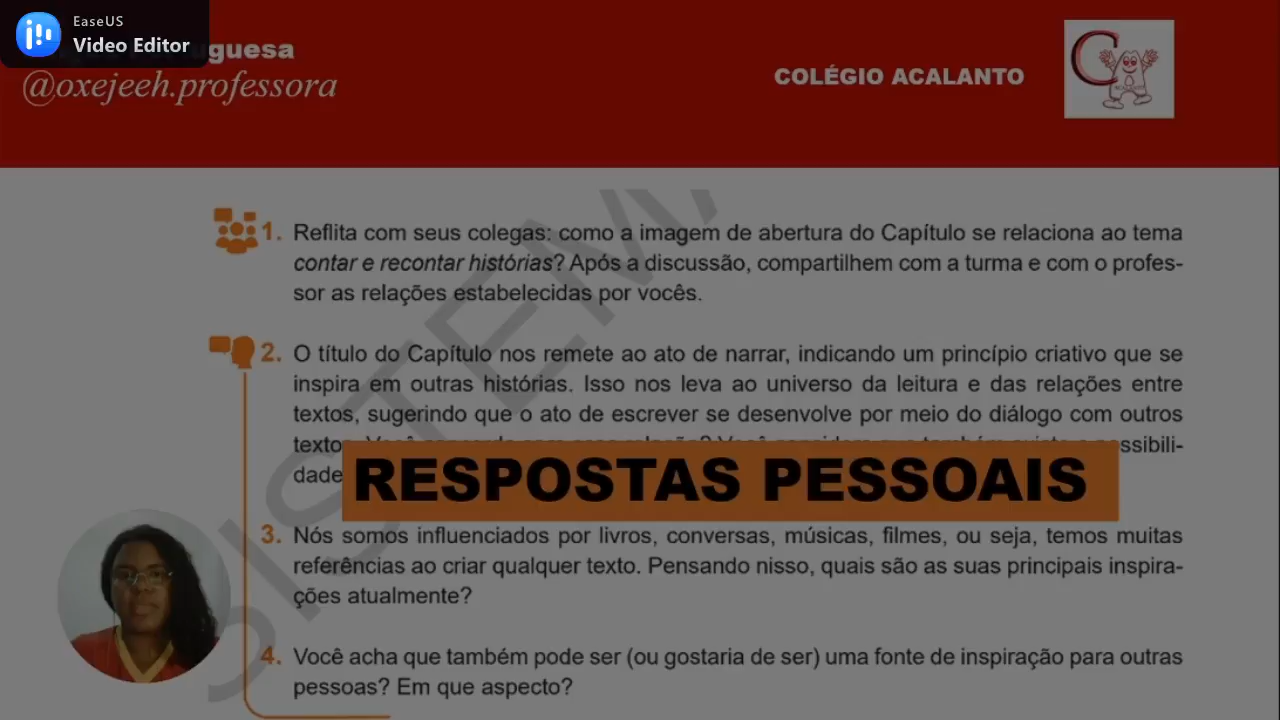 EaseUS
Video Editor
uguesa
@oxejeeh.professora
COLÉGIO ACALANTO
C
SISTEMA
1. Reflita com seus colegas: como a imagem de abertura do Capítulo se relaciona ao tema
contar e recontar histórias? Após a discussão, compartilhem com a turma e com o profes-
sor as relações estabelecidas por vocês.
2. O título do Capítulo nos remete ao ato de narrar, indicando um princípio criativo que se
inspira em outras histórias. Isso nos leva ao universo da leitura e das relações entre
textos, sugerindo que o ato de escrever se desenvolve por meio do diálogo com outros
texto ssibili-
dade
RESPOSTAS PESSOAIS
3. Nós somos influenciados por livros, conversas, músicas, filmes, ou seja, temos muitas
referências ao criar qualquer texto. Pensando nisso, quais são as suas principais inspira-
ções atualmente?
4. Você acha que também pode ser (ou gostaria de ser) uma fonte de inspiração para outras
pessoas? Em que aspecto?